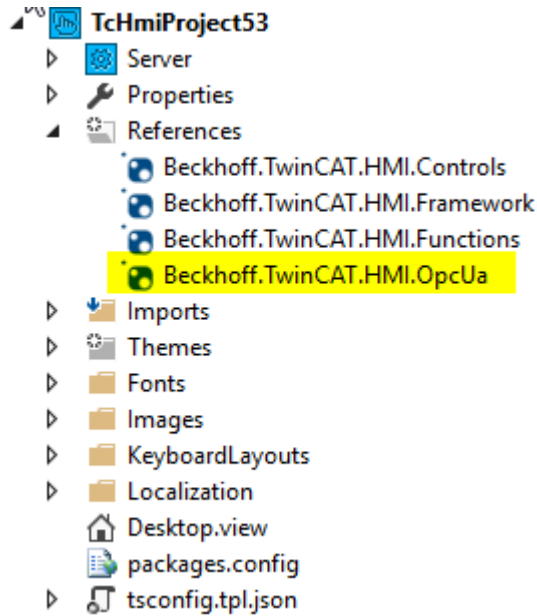 TcHmiProject53
Server
Properties
References
Beckhoff.TwinCAT.HMI.Controls
Beckhoff.TwinCAT.HMI.Framework
Beckhoff.TwinCAT.HMI.Functions
Beckhoff.TwinCAT.HMI.OpcUa
Imports
Themes
Fonts
Images
KeyboardLayouts
Localization
Desktop.view
packages.config
tsconfig.tpl.json